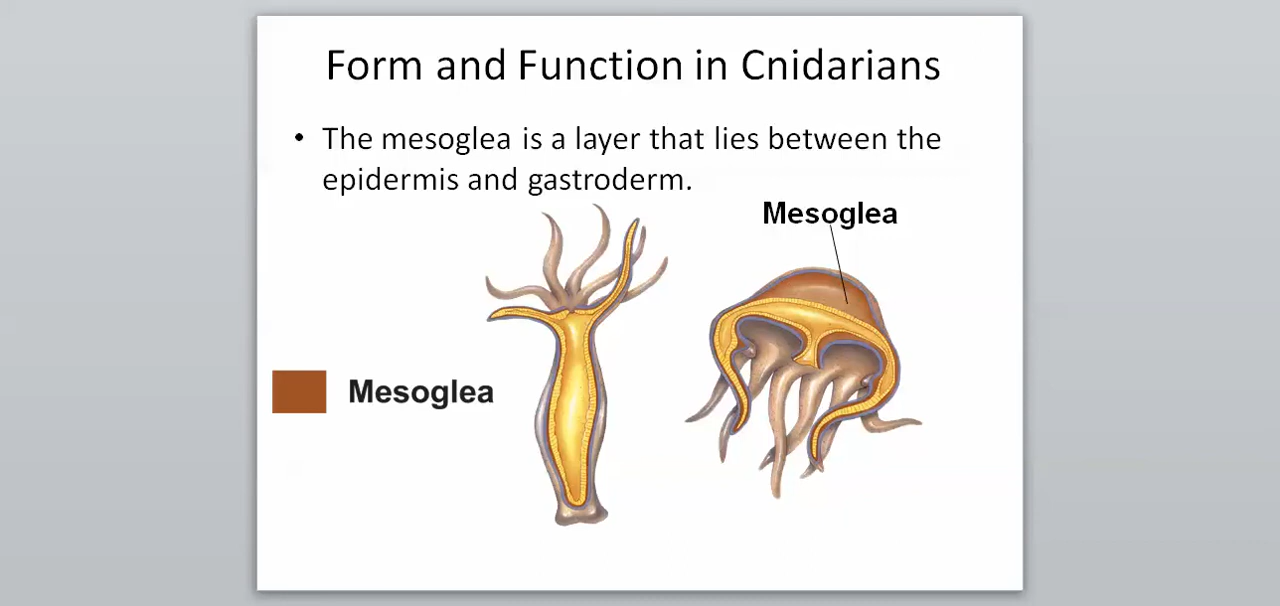 Form and Function in Cnidarians
• The mesoglea is a layer that lies between the
epidermis and gastroderm.
Mesoglea
Mesoglea